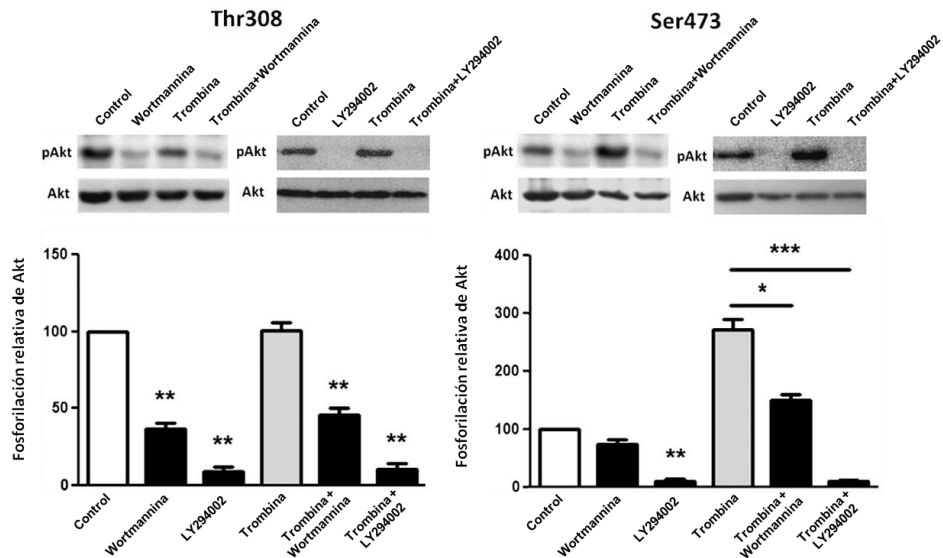 Thr308
Ser473
Control
Wortmannina
Trombina
Trombina+Wortmannina
Control
LY294002
Trombina
Trombina+LY294002
Control
Wortmannina
Trombina
Trombina+Wortmannina
Control
LY294002
Trombina
Trombina+LY294002
pAkt
pAkt
pAkt
pAkt
Akt
Akt
Akt
Akt
Fosforilación relativa de Akt
150
100
50
0
**
**
**
**
Control
Wortmannina
LY294002
Trombina
Trombina +
Wortmannina
Trombina +
LY294002
Fosforilación relativa de Akt
400
300
200
100
0
***
*
**
Control
Wortmannina
LY294002
Trombina
Trombina+
Wortmannina
Trombina +
LY294002